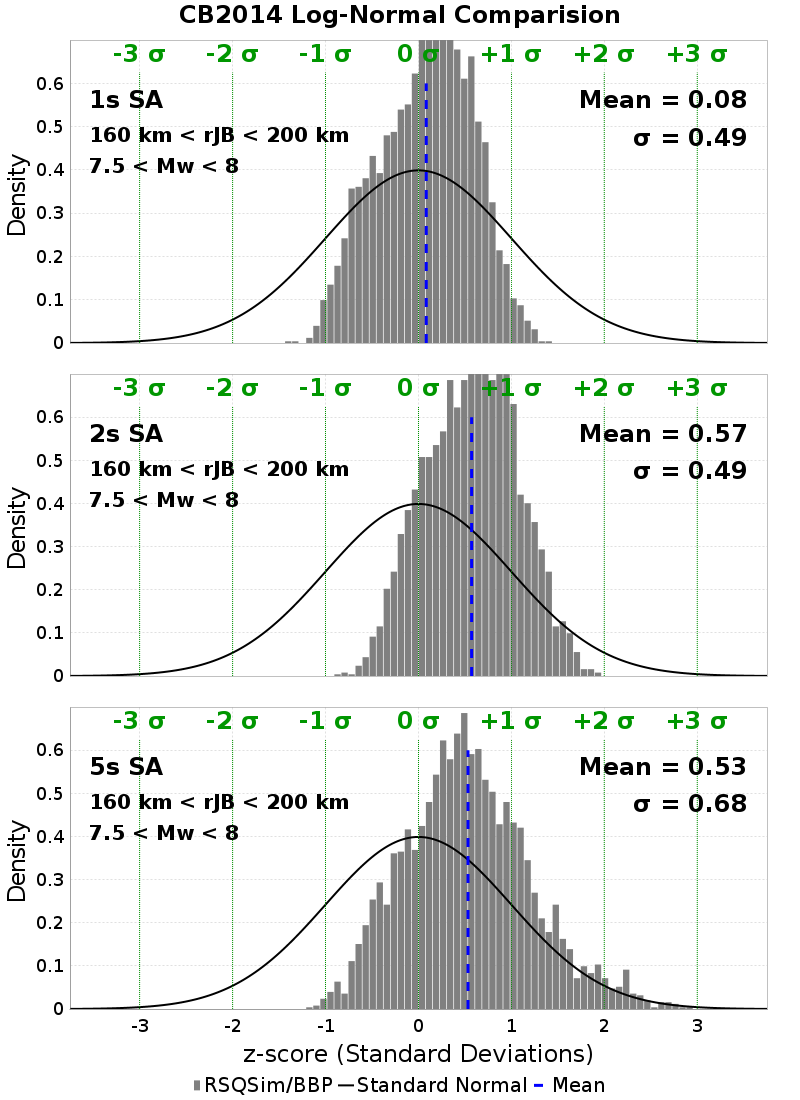 CB2014 Log-Normal Comparision
-3 σ -2 σ -1 σ 0 σ +1 σ +2 σ +3 σ
0.6
1s SA Mean = 0.08
0.5
160 km < rJB < 200 km σ = 0.49
7.5 < Mw < 8
0.4
0.3
0.2
0.1
0
Density
-3 σ -2 σ -1 σ 0 σ +1 σ +2 σ +3 σ
0.6
2s SA Mean = 0.57
0.5
160 km < rJB < 200 km σ = 0.49
7.5 < Mw < 8
0.4
0.3
0.2
0.1
0
Density
-3 σ -2 σ -1 σ 0 σ +1 σ +2 σ +3 σ
0.6
5s SA Mean = 0.53
0.5
160 km < rJB < 200 km σ = 0.68
7.5 < Mw < 8
0.4
0.3
0.2
0.1
0
Density
-3 -2 -1 0 1 2 3
z-score (Standard Deviations)
RSQSim/BBP Standard Normal Mean